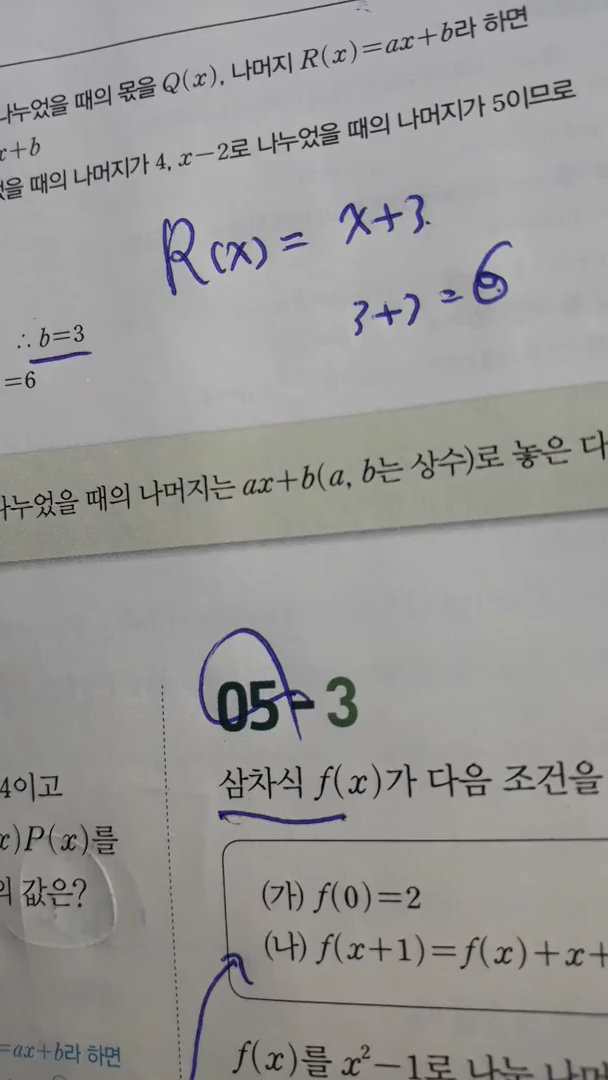 나누었을 때의 몫을 Q(x), 나머지 R(x)=ax+b라 하면
x+b
때의 나머지가 4, x−2로 나누었을 때의 나머지가 5이므로
R(x) = x+3.
3+3 = 6
∴ b=3
=6
나누었을 때의 나머지는 ax+b(a, b는 상수)로 놓은 다
05-3
삼차식 f(x)가 다음 조건을
(가) f(0)=2
(나) f(x+1)=f(x)+x+
f(x)를 x²−1로 나눈
4이고
x)P(x)를
의 값은?
=ax+b라 하면